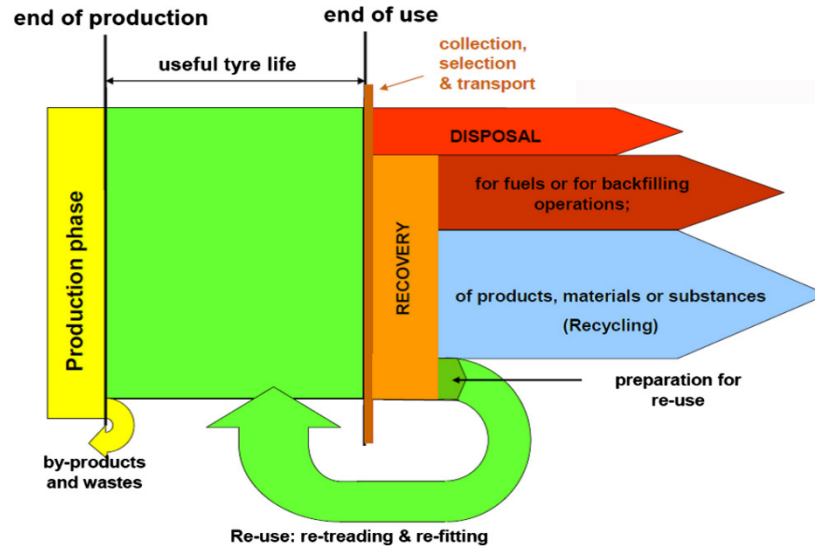 end of production
end of use
useful tyre life
collection,
selection
& transport
DISPOSAL
for fuels or for backfilling
operations;
Production phase
RECOVERY
of products, materials or substances
(Recycling)
preparation for
re-use
by-products
and wastes
Re-use: re-treading & re-fitting